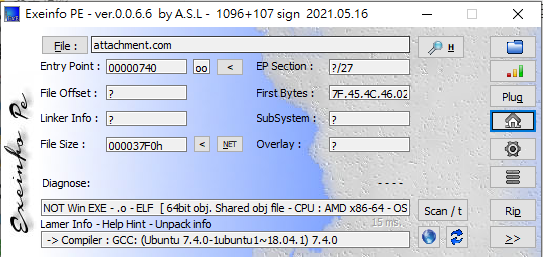 Exeinfo PE - ver.0.0.6.6 by A.S.L - 1096+107 sign 2021.05.16
File : attachment.com H
Entry Point : 00000740 oo < EP Section : ?/27
File Offset : ? First Bytes : 7F.45.4C.46.02 Plug
Linker Info : ? SubSystem : ?
File Size : 000037F0h < NET Overlay : ?
Exeinfo Pe
Diagnose: ----
NOT Win EXE - .o - ELF [ 64bit obj. Shared obj file - CPU : AMD x86-64 - OS Scan / t Rip
Lamer Info - Help Hint - Unpack info 15 ms.
-> Compiler : GCC: (Ubuntu 7.4.0-1ubuntu1~18.04.1) 7.4.0 >>